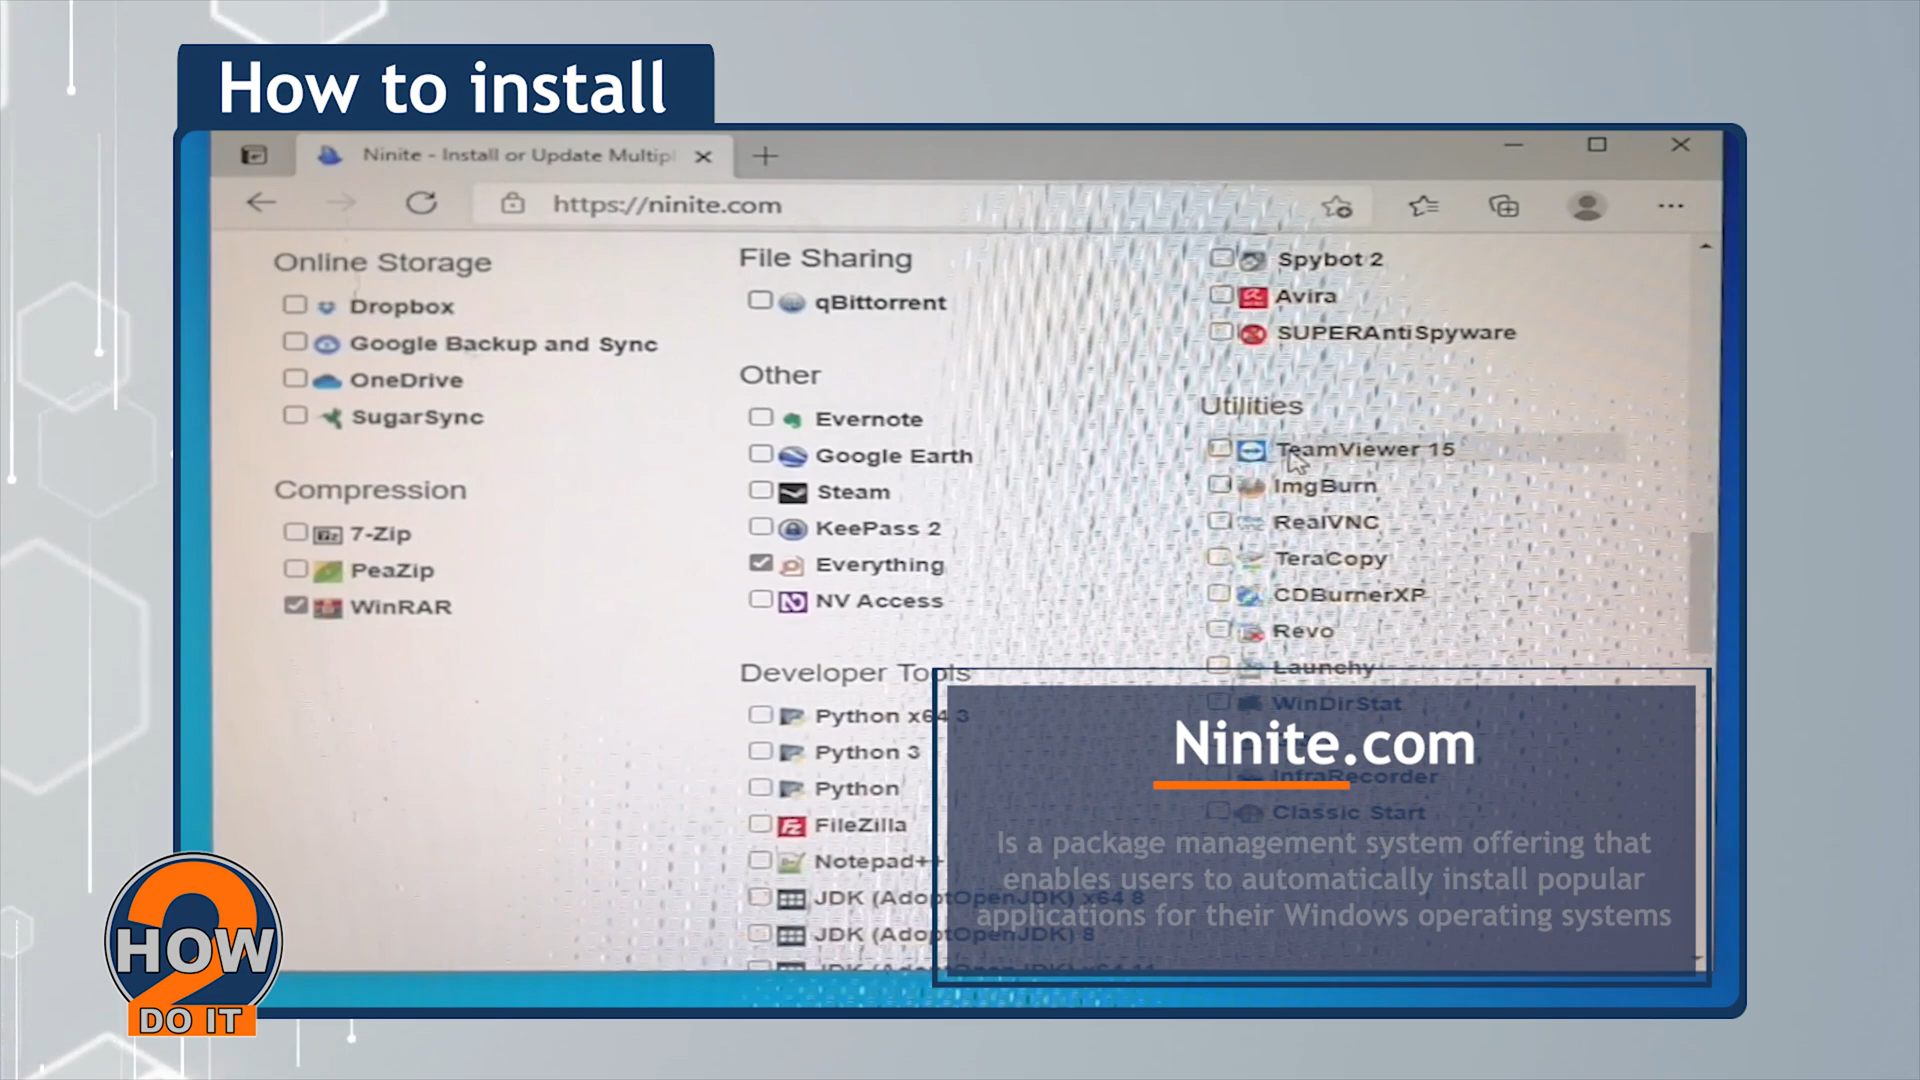 How to install
Ninite - Install or Update Multipl
https://ninite.com
Online Storage
Dropbox
Google Backup and Sync
OneDrive
SugarSync
Compression
7-Zip
PeaZip
WinRAR
File Sharing
qBittorrent
Other
Evernote
Google Earth
Steam
KeePass 2
Everything
NV Access
Developer Tools
Python x64 3
Python 3
Python
FileZilla
Notepad++
JDK (AdoptOpenJDK) x64 8
JDK (AdoptOpenJDK) 8
JDK (AdoptOpenJDK) x64 11
Spybot 2
Avira
SUPERAntiSpyware
Utilities
TeamViewer 15
ImgBurn
RealVNC
TeraCopy
CDBurnerXP
Revo
Launchy
WinDirStat
InfraRecorder
Classic Start
Ninite.com
Is a package management system offering that
enables users to automatically install popular
applications for their Windows operating systems
HOW
2
DO IT